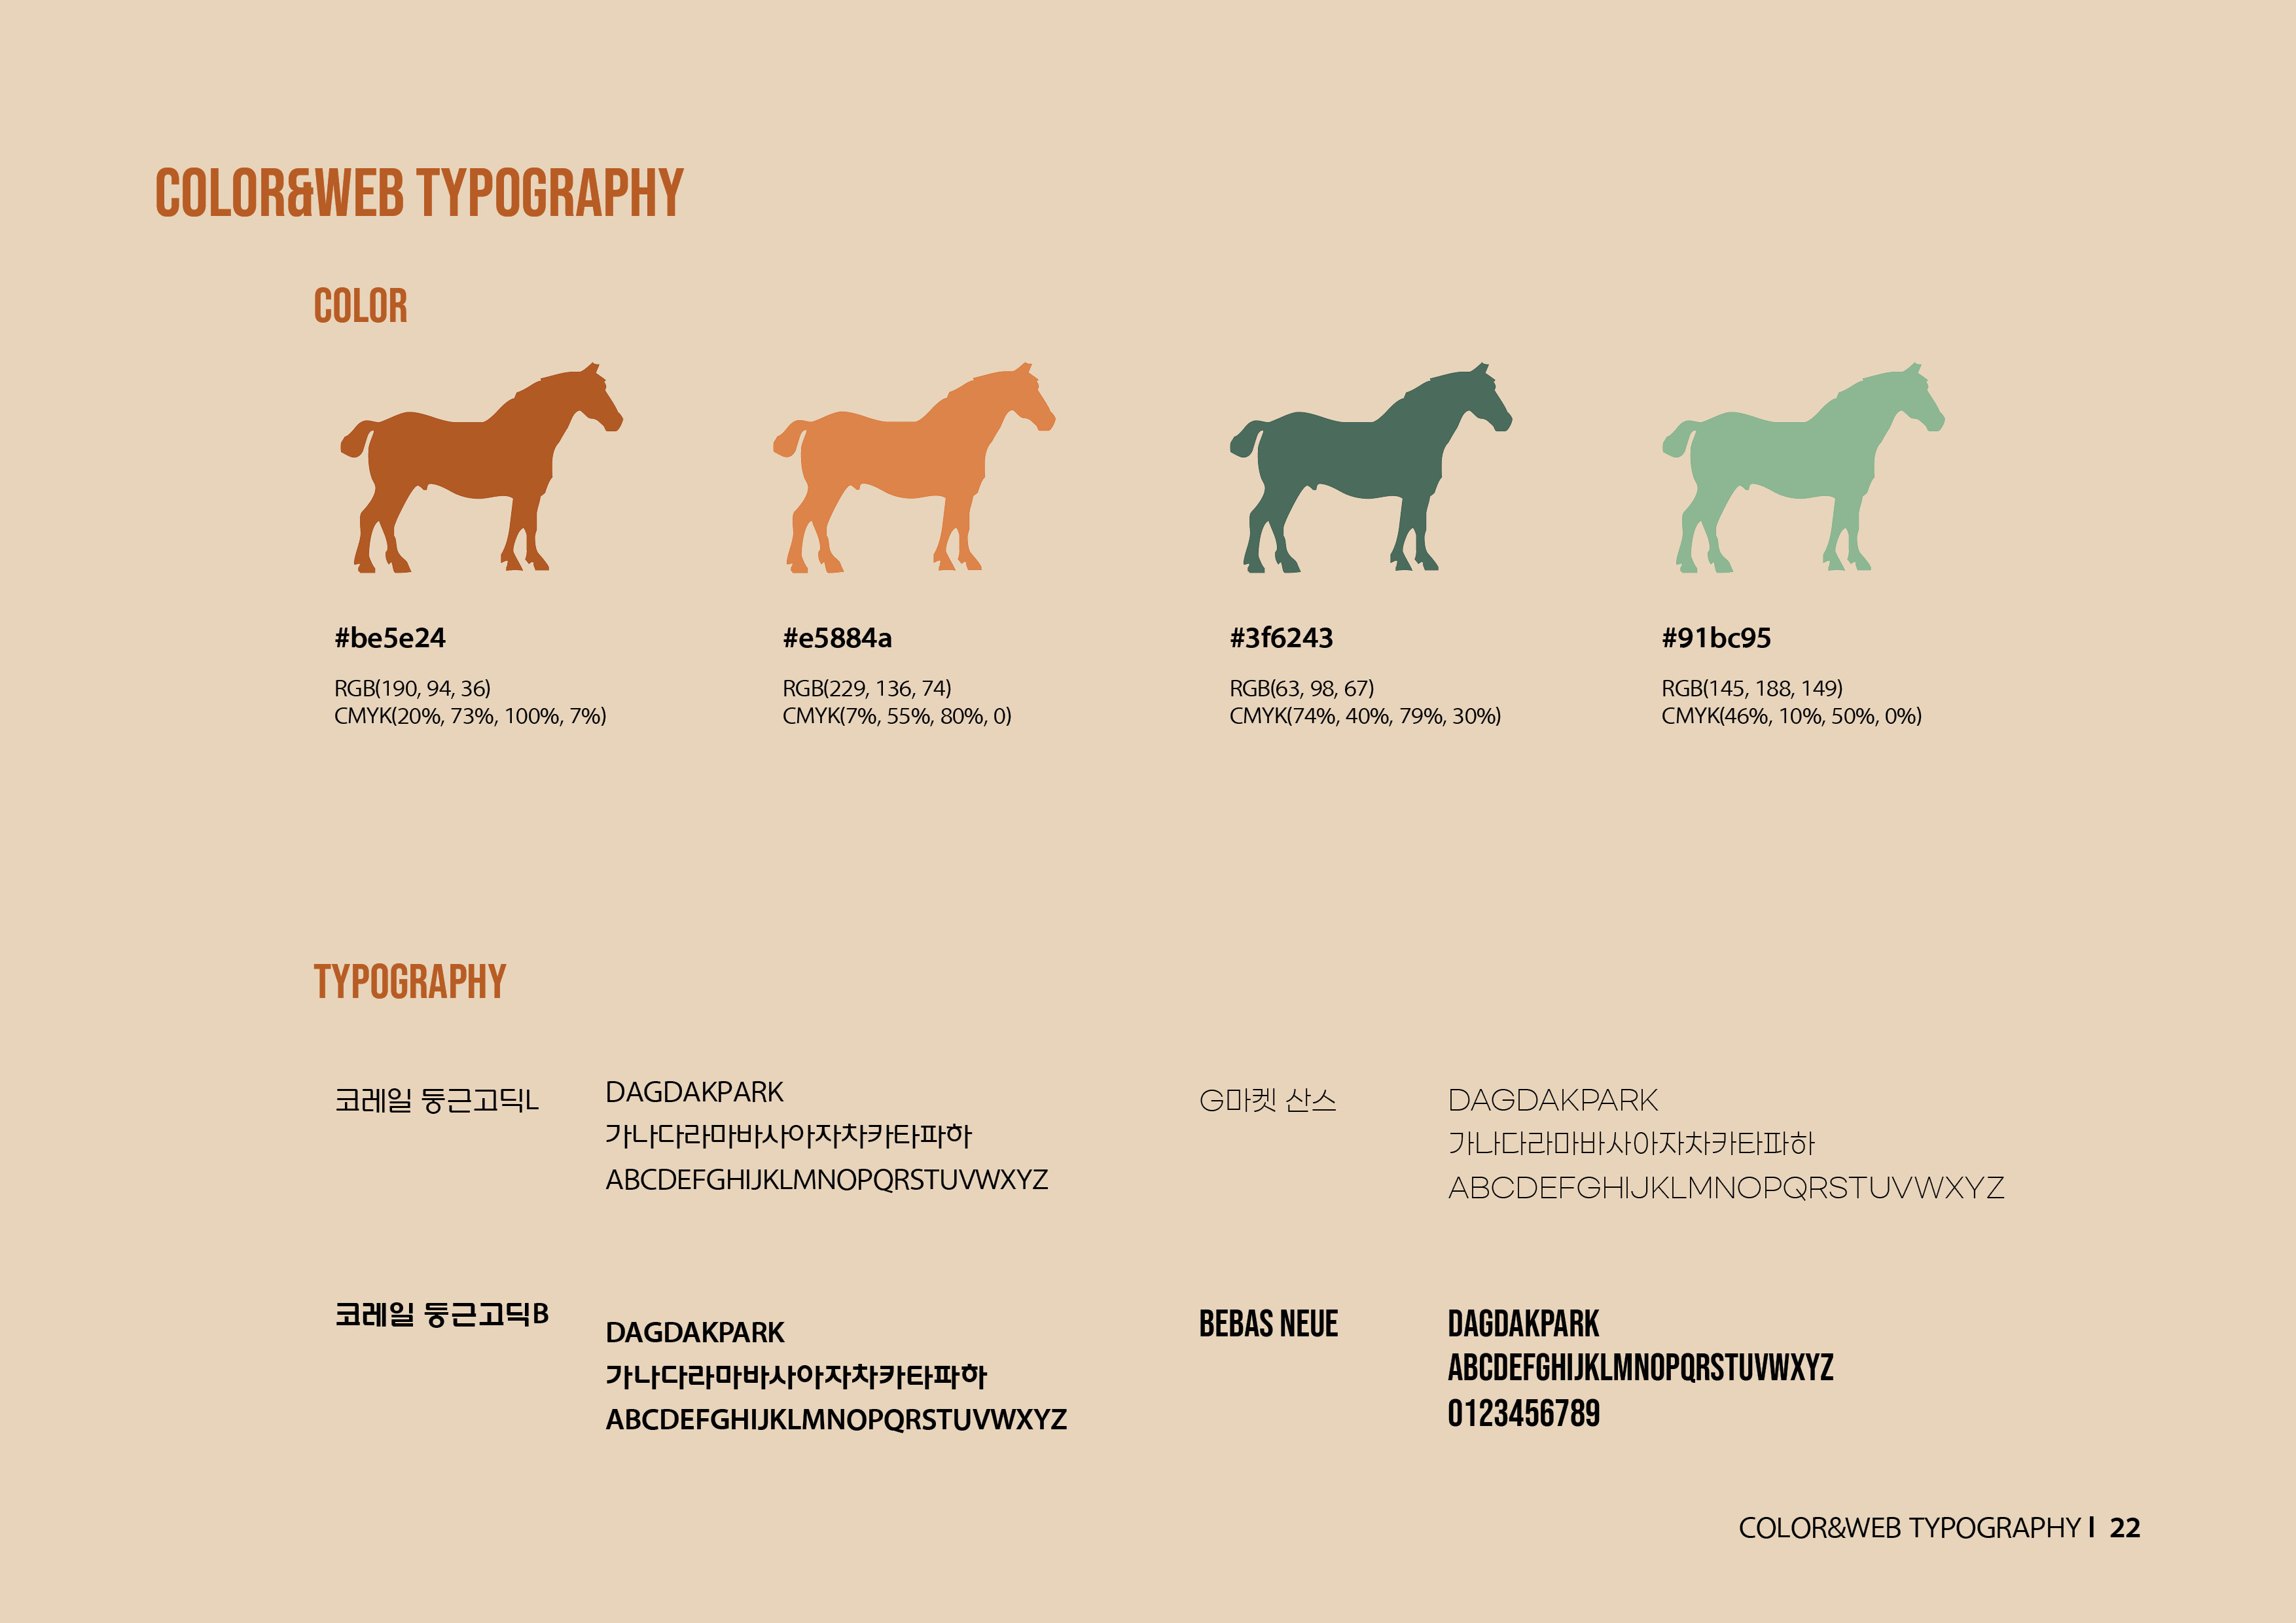 COLOR&WEB TYPOGRAPHY
COLOR
#be5e24
RGB(190, 94, 36)
CMYK(20%, 73%, 100%, 7%)
#e5884a
RGB(229, 136, 74)
CMYK(7%, 55%, 80%, 0)
#3f6243
RGB(63, 98, 67)
CMYK(74%, 40%, 79%, 30%)
#91bc95
RGB(145, 188, 149)
CMYK(46%, 10%, 50%, 0%)
TYPOGRAPHY
코레일 둥근고딕L
DAGDAKPARK
가나다라마바사아자차카타파하
ABCDEFGHIJKLMNOPQRSTUVWXYZ
G마켓 산스
DAGDAKPARK
가나다라마바사아자차카타파하
ABCDEFGHIJKLMNOPQRSTUVWXYZ
코레일 둥근고딕B
DAGDAKPARK
가나다라마바사아자차카타파하
ABCDEFGHIJKLMNOPQRSTUVWXYZ
BEBAS NEUE
DAGDAKPARK
ABCDEFGHIJKLMNOPQRSTUVWXYZ
0123456789
COLOR&WEB TYPOGRAPHY | 22